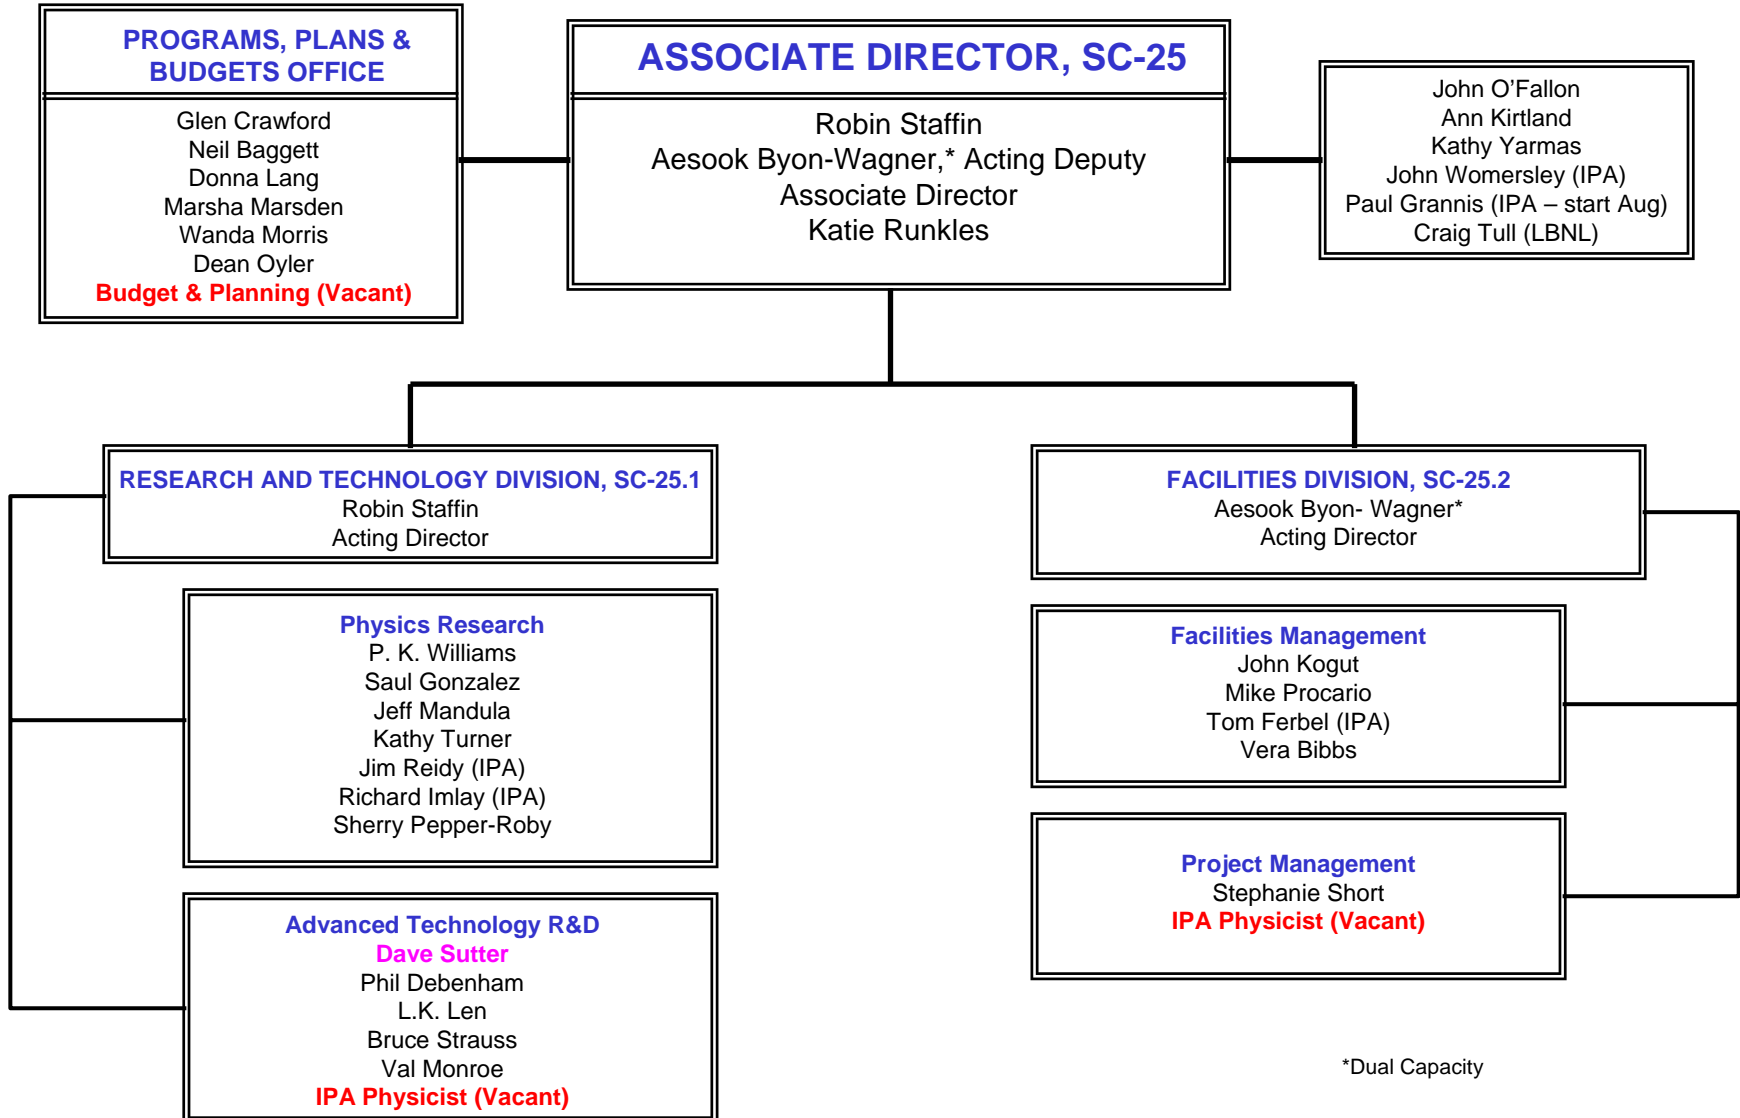 PROGRAMS, PLANS &
BUDGETS OFFICE
Glen Crawford
Neil Baggett
Donna Lang
Marsha Marsden
Wanda Morris
Dean Oyler
Budget & Planning (Vacant)
ASSOCIATE DIRECTOR, SC-25
Robin Staffin
Aesook Byon-Wagner,* Acting Deputy
Associate Director
Katie Runkles
John O’Fallon
Ann Kirtland
Kathy Yarmas
John Womersley (IPA)
Paul Grannis (IPA – start Aug)
Craig Tull (LBNL)
RESEARCH AND TECHNOLOGY DIVISION, SC-25.1
Robin Staffin
Acting Director
Physics Research
P. K. Williams
Saul Gonzalez
Jeff Mandula
Kathy Turner
Jim Reidy (IPA)
Richard Imlay (IPA)
Sherry Pepper-Roby
Advanced Technology R&D
Dave Sutter
Phil Debenham
L.K. Len
Bruce Strauss
Val Monroe
IPA Physicist (Vacant)
FACILITIES DIVISION, SC-25.2
Aesook Byon- Wagner*
Acting Director
Facilities Management
John Kogut
Mike Procario
Tom Ferbel (IPA)
Vera Bibbs
Project Management
Stephanie Short
IPA Physicist (Vacant)
*Dual Capacity